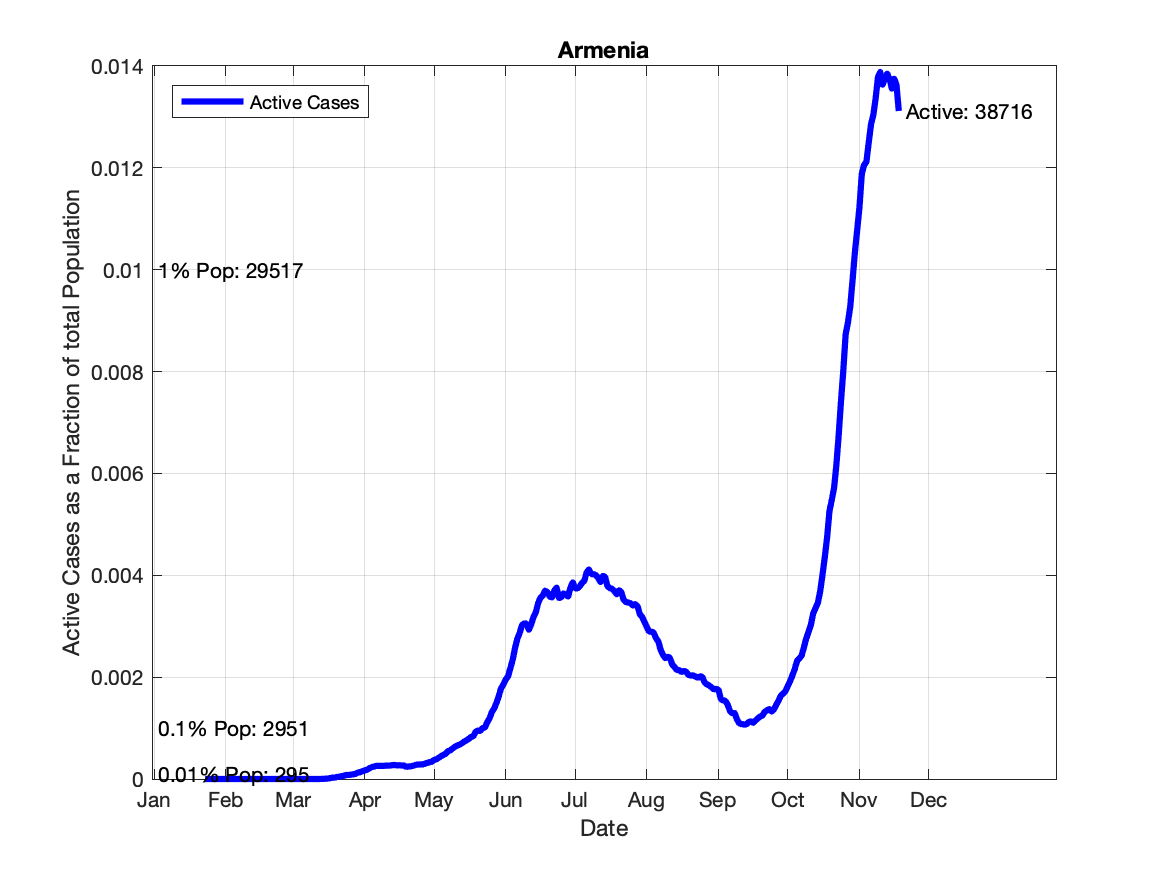 Armenia
0.014
Active Cases
Active: 38716
0.012
0.01
1% Pop: 29517
0.008
0.006
0.004
0.002
0.1% Pop: 2951
0
0.01% Pop: 295
Active Cases as a Fraction of total Population
Jan Feb Mar Apr May Jun Jul Aug Sep Oct Nov Dec
Date